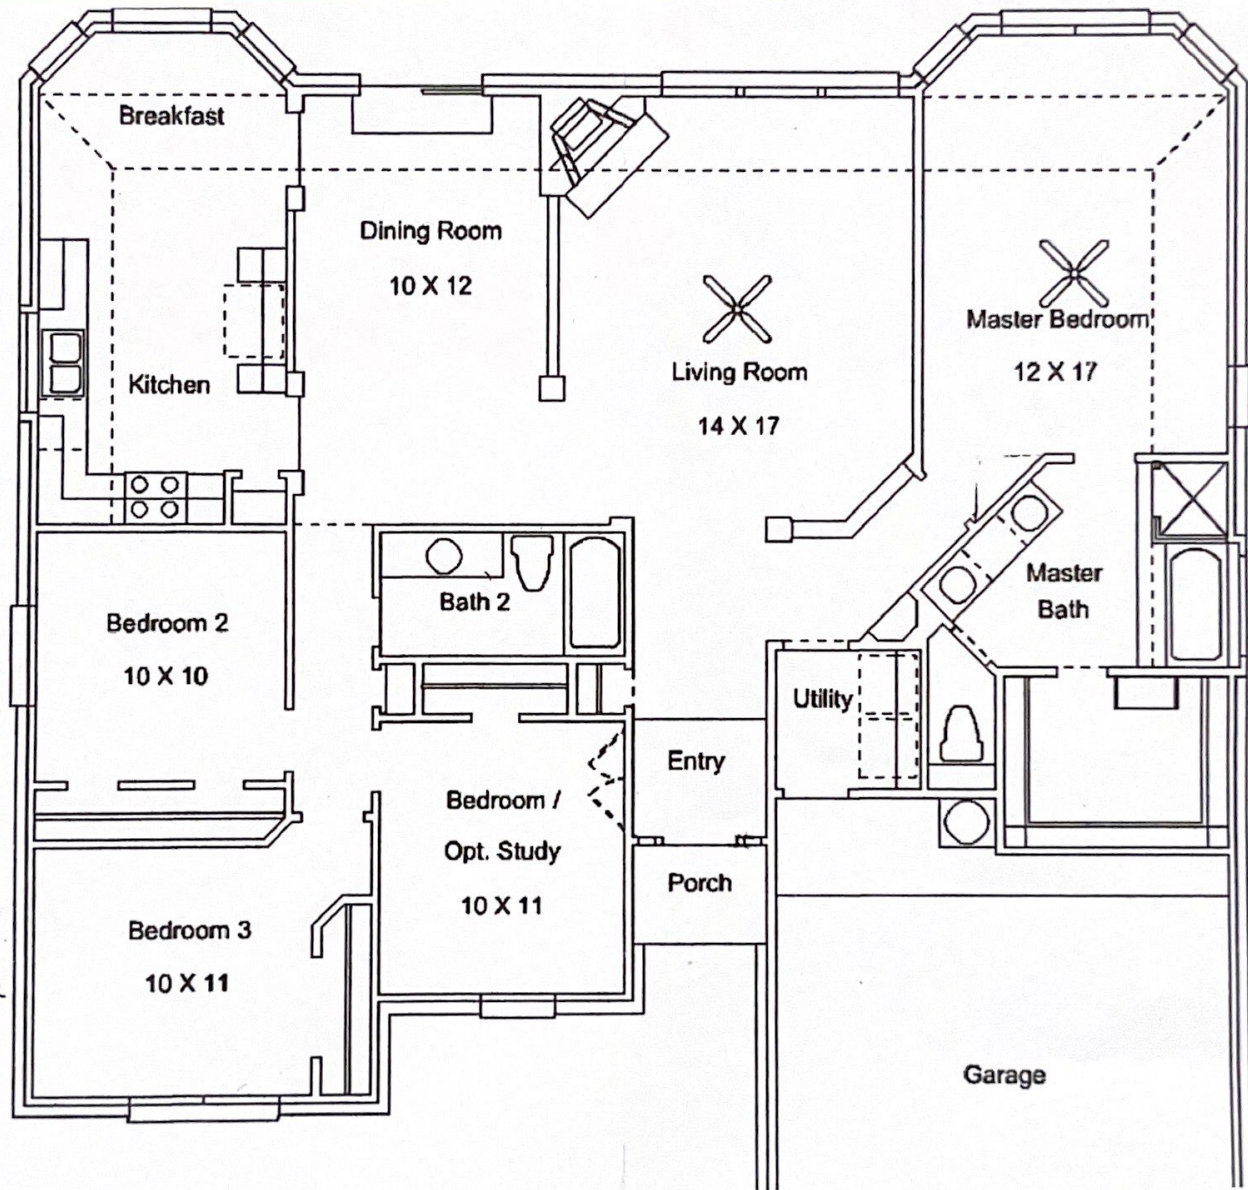 Breakfast
Dining Room
10 X 12
Kitchen
Living Room
14 X 17
Master Bedroom
12 X 17
Bedroom 2
10 X 10
Bath 2
Master
Bath
Utility
Entry
Bedroom /
Opt. Study
10 X 11
Porch
Bedroom 3
10 X 11
Garage